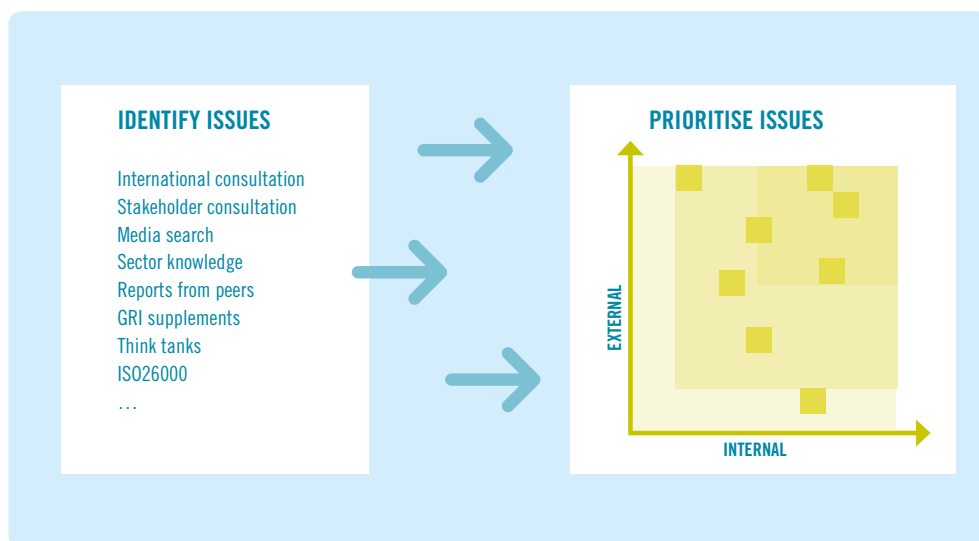 IDENTIFY ISSUES
International consultation
Stakeholder consultation
Media search
Sector knowledge
Reports from peers
GRI supplements
Think tanks
ISO26000
...
PRIORITISE ISSUES
EXTERNAL
INTERNAL